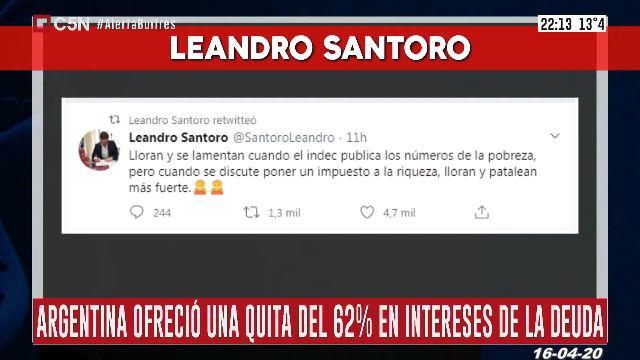 C5N #AlertaBuitres
22:13 13°4
LEANDRO SANTORO
Leandro Santoro retwitteó
Leandro Santoro @SantoroLeandro · 11h
Lloran y se lamentan cuando el indec publica los números de la pobreza,
pero cuando se discute poner un impuesto a la riqueza, lloran y patalean
más fuerte.🤷🤷
244 1,3 mil 4,7 mil
ARGENTINA OFRECIÓ UNA QUITA DEL 62% EN INTERESES DE LA DEUDA
16-04-20